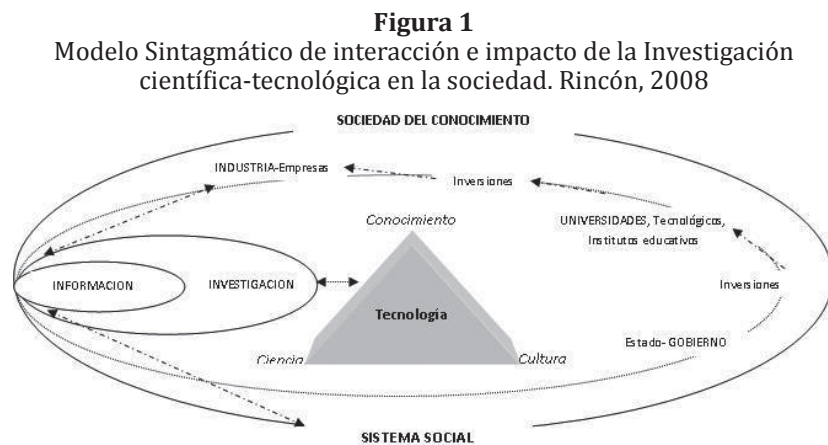 Figura 1
Modelo Sintagmático de interacción e impacto de la Investigación
científica-tecnológica en la sociedad. Rincón, 2008
SOCIEDAD DEL CONOCIMIENTO
INDUSTRIA-Empresas
Inversiones
Conocimiento
UNIVERSIDADES, Tecnológicos,
Institutos educativos
INFORMACION
INVESTIGACION
Inversiones
Tecnología
Estado- GOBIERNO
Ciencia
Cultura
SISTEMA SOCIAL